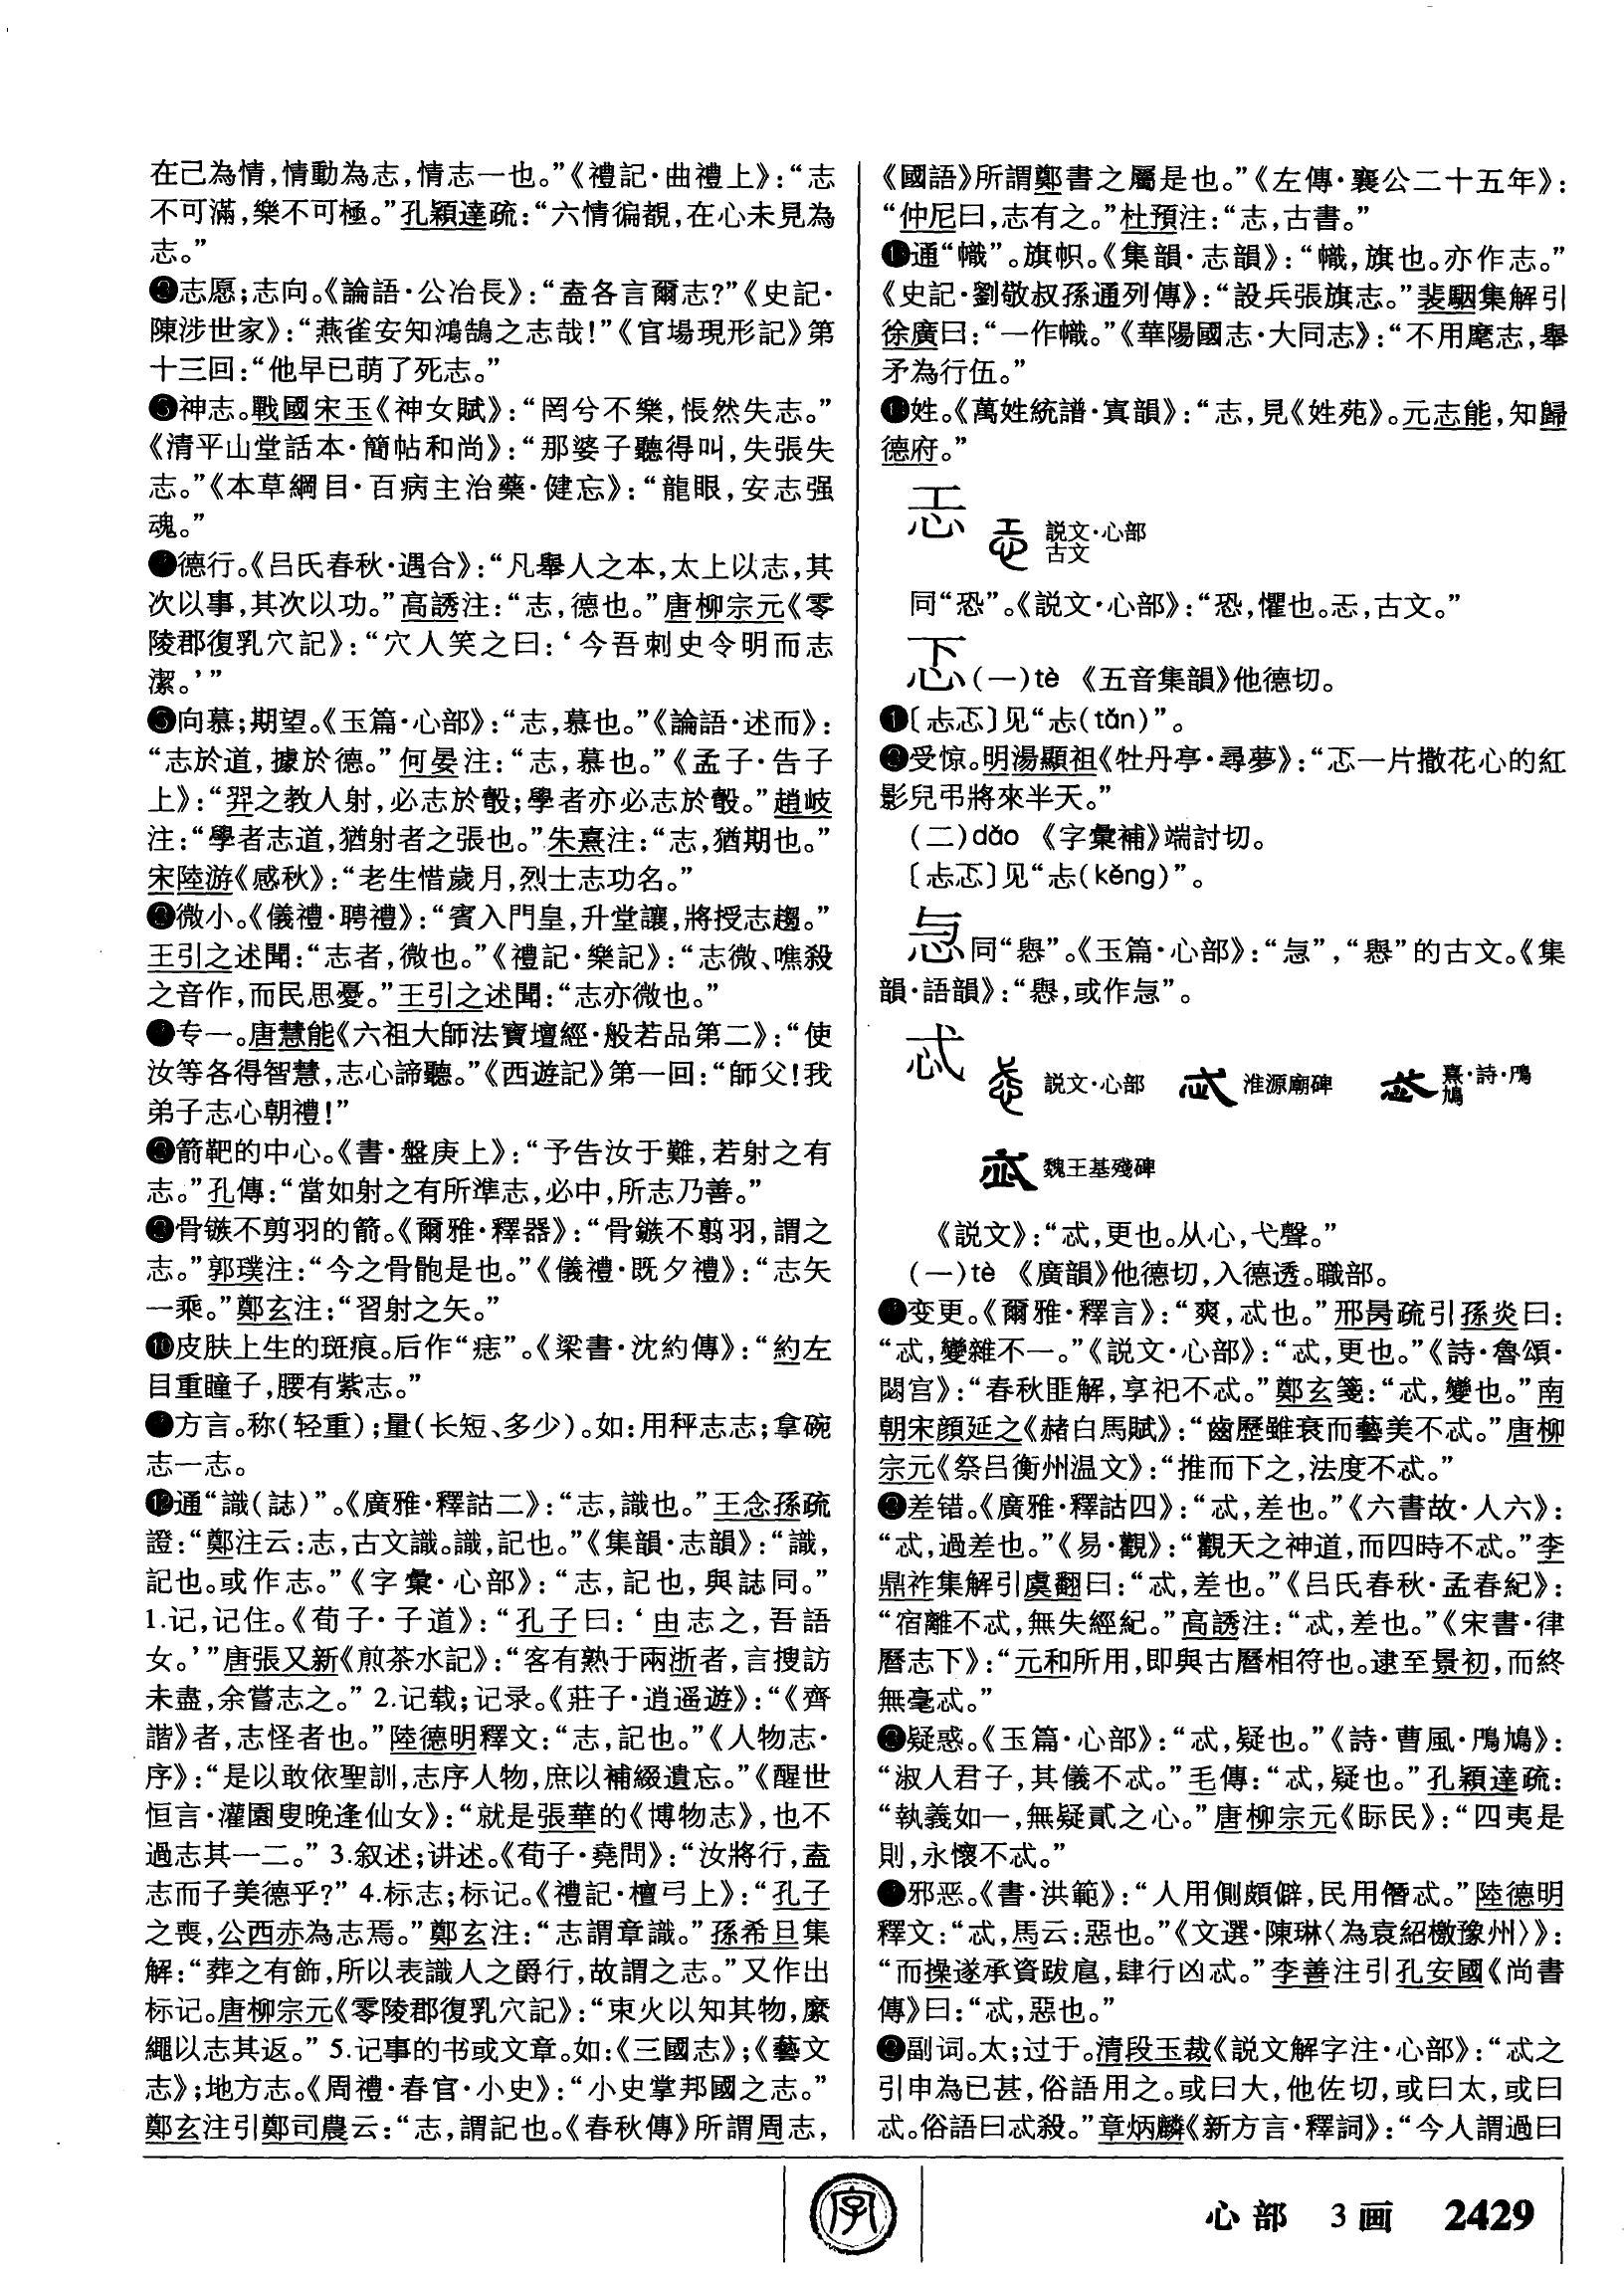 在己為情,情動為志,情志一也。”《禮記·曲禮上》:“志
不可滿,樂不可極。”孔穎達疏:“六情徧覩,在心未見為
志。”
❷志愿;志向。《論語·公冶長》:“盍各言爾志?”《史記·
陳涉世家》:“燕雀安知鴻鵠之志哉!”《官場現形記》第
十三回:“他早已萌了死志。”
❸神志。戰國宋玉《神女賦》:“罔兮不樂,悵然失志。”
《清平山堂話本·簡帖和尚》:“那婆子聽得叫,失張失
志。”《本草綱目·百病主治藥·健忘》:“龍眼,安志强
魂。”
❹德行。《吕氏春秋·遇合》:“凡舉人之本,太上以志,其
次以事,其次以功。”高誘注:“志,德也。”唐柳宗元《零
陵郡復乳穴記》:“穴人笑之曰:‘今吾刺史令明而志
潔。’”
❺向慕;期望。《玉篇·心部》:“志,慕也。”《論語·述而》:
“志於道,據於德。”何晏注:“志,慕也。”《孟子·告子
上》:“羿之教人射,必志於彀;學者亦必志於彀。”趙岐
注:“學者志道,猶射者之張也。”朱熹注:“志,猶期也。”
宋陸游《感秋》:“老生惜歲月,烈士志功名。”
❻微小。《儀禮·聘禮》:“賓入門皇,升堂讓,將授志趨。”
王引之述聞:“志者,微也。”《禮記·樂記》:“志微、噍殺
之音作,而民思憂。”王引之述聞:“志亦微也。”
❼专一。唐慧能《六祖大師法寶壇經·般若品第二》:“使
汝等各得智慧,志心諦聽。”《西遊記》第一回:“師父!我
弟子志心朝禮!”
❽箭靶的中心。《書·盤庚上》:“予告汝于難,若射之有
志。”孔傳:“當如射之有所準志,必中,所志乃善。”
❾骨镞不剪羽的箭。《爾雅·釋器》:“骨鏃不翦羽,謂之
志。”郭璞注:“今之骨骲是也。”《儀禮·既夕禮》:“志矢
一乘。”鄭玄注:“習射之矢。”
❿皮肤上生的斑痕。后作“痣”。《梁書·沈約傳》:“約左
目重瞳子,腰有紫志。”
⓫方言。称(轻重);量(长短、多少)。如:用秤志志;拿碗
志一志。
⓬通“識(誌)”。《廣雅·釋詁二》:“志,識也。”王念孫疏
證:“鄭注云:志,古文識。識,記也。”《集韻·志韻》:“識,
記也。或作志。”《字彙·心部》:“志,記也,與誌同。”
1.记,记住。《荀子·子道》:“孔子曰:‘由志之,吾語
女。’”唐張又新《煎茶水記》:“客有熟于兩浙者,言搜訪
未盡,余嘗志之。” 2.记载;记录。《莊子·逍遥遊》:“《齊
諧》者,志怪者也。”陸德明釋文:“志,記也。”《人物志·
序》:“是以敢依聖訓,志序人物,庶以補綴遺忘。”《醒世
恒言·灌園叟晚逢仙女》:“就是張華的《博物志》,也不
過志其一二。” 3.叙述;讲述。《荀子·堯問》:“汝將行,盍
志而子美德乎?” 4.标志;标记。《禮記·檀弓上》:“孔子
之喪,公西赤為志焉。”鄭玄注:“志謂章識。”孫希旦集
解:“葬之有飾,所以表識人之爵行,故謂之志。”又作出
标记。唐柳宗元《零陵郡復乳穴記》:“束火以知其物,縻
繩以志其返。” 5.记事的书或文章。如:《三國志》;《藝文
志》;地方志。《周禮·春官·小史》:“小史掌邦國之志。”
鄭玄注引鄭司農云:“志,謂記也。《春秋傳》所謂周志,
《國語》所謂鄭書之屬是也。”《左傳·襄公二十五年》:
“仲尼曰,志有之。”杜預注:“志,古書。”
⓭通“幟”。旗帜。《集韻·志韻》:“幟,旗也。亦作志。”
《史記·劉敬叔孫通列傳》:“設兵張旗志。”裴駰集解引
徐廣曰:“一作幟。”《華陽國志·大同志》:“不用麾志,舉
矛為行伍。”
⓮姓。《萬姓統譜·寘韻》:“志,見《姓苑》。元志能,知歸
德府。”
㤨 説文·心部
古文
同“恐”。《説文·心部》:“恐,懼也。㤨,古文。”
忑(一)tè 《五音集韻》他德切。
❶〔忐忑〕见“忐(tǎn)”。
❷受惊。明湯顯祖《牡丹亭·尋夢》:“忑一片撒花心的紅
影兒弔將來半天。”
(二)dǎo 《字彙補》端討切。
〔忐忑〕见“忐(kěng)”。
㤙同“懇”。《玉篇·心部》:“㤙”,“懇”的古文。《集
韻·語韻》:“懇,或作㤙”。
忒 説文·心部 淮源廟碑 熹·詩·鳲
鳩
魏王基殘碑
《説文》:“忒,更也。从心,弋聲。”
(一)tè 《廣韻》他德切,入德透。職部。
❶变更。《爾雅·釋言》:“爽,忒也。”邢昺疏引孫炎曰:
“忒,變雜不一。”《説文·心部》:“忒,更也。”《詩·魯頌·
閟宫》:“春秋匪解,享祀不忒。”鄭玄箋:“忒,變也。”南
朝宋顔延之《赭白馬賦》:“齒歷雖衰而藝美不忒。”唐柳
宗元《祭吕衡州温文》:“推而下之,法度不忒。”
❷差错。《廣雅·釋詁四》:“忒,差也。”《六書故·人六》:
“忒,過差也。”《易·觀》:“觀天之神道,而四時不忒。”李
鼎祚集解引虞翻曰:“忒,差也。”《吕氏春秋·孟春紀》:
“宿離不忒,無失經紀。”高誘注:“忒,差也。”《宋書·律
曆志下》:“元和所用,即與古曆相符也。逮至景初,而終
無毫忒。”
❸疑惑。《玉篇·心部》:“忒,疑也。”《詩·曹風·鳲鳩》:
“淑人君子,其儀不忒。”毛傳:“忒,疑也。”孔穎達疏:
“執義如一,無疑貳之心。”唐柳宗元《眎民》:“四夷是
則,永懷不忒。”
❹邪恶。《書·洪範》:“人用側頗僻,民用僭忒。”陸德明
釋文:“忒,馬云:惡也。”《文選·陳琳〈為袁紹檄豫州〉》:
“而操遂承資跋扈,肆行凶忒。”李善注引孔安國《尚書
傳》曰:“忒,惡也。”
❺副词。太;过于。清段玉裁《説文解字注·心部》:“忒之
引申為已甚,俗語用之。或曰大,他佐切,或曰太,或曰
忒。俗語曰忒殺。”章炳麟《新方言·釋詞》:“今人謂過曰
字
心部 3画 2429